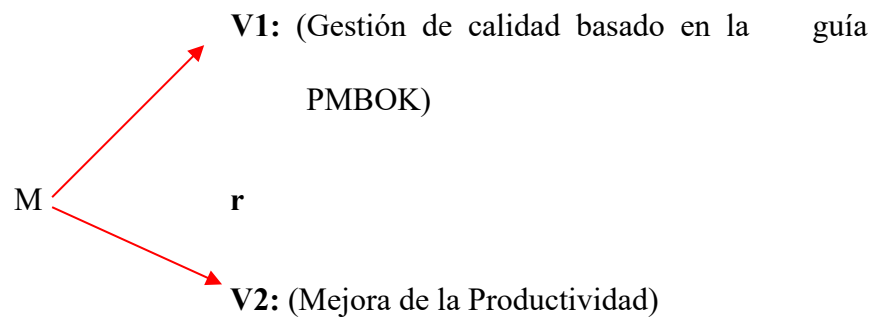 V1: (Gestión de calidad basado en la guía
PMBOK)
M r
V2: (Mejora de la Productividad)